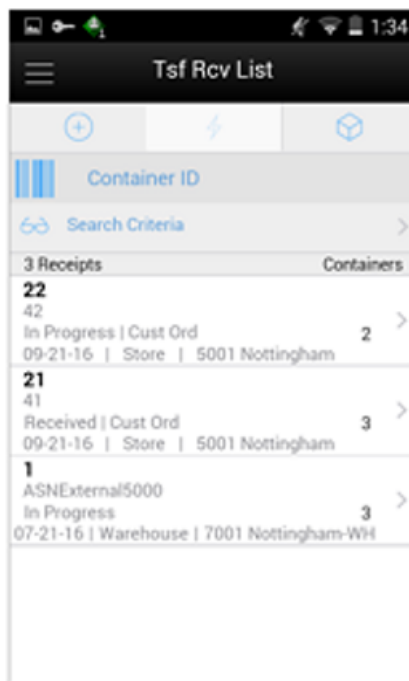 1:34
Tsf Rcv List
Container ID
Search Criteria
3 Receipts Containers
22
42
In Progress | Cust Ord 2
09-21-16 | Store | 5001 Nottingham
21
41
Received | Cust Ord 3
09-21-16 | Store | 5001 Nottingham
1
ASNExternal5000
In Progress 3
07-21-16 | Warehouse | 7001 Nottingham-WH